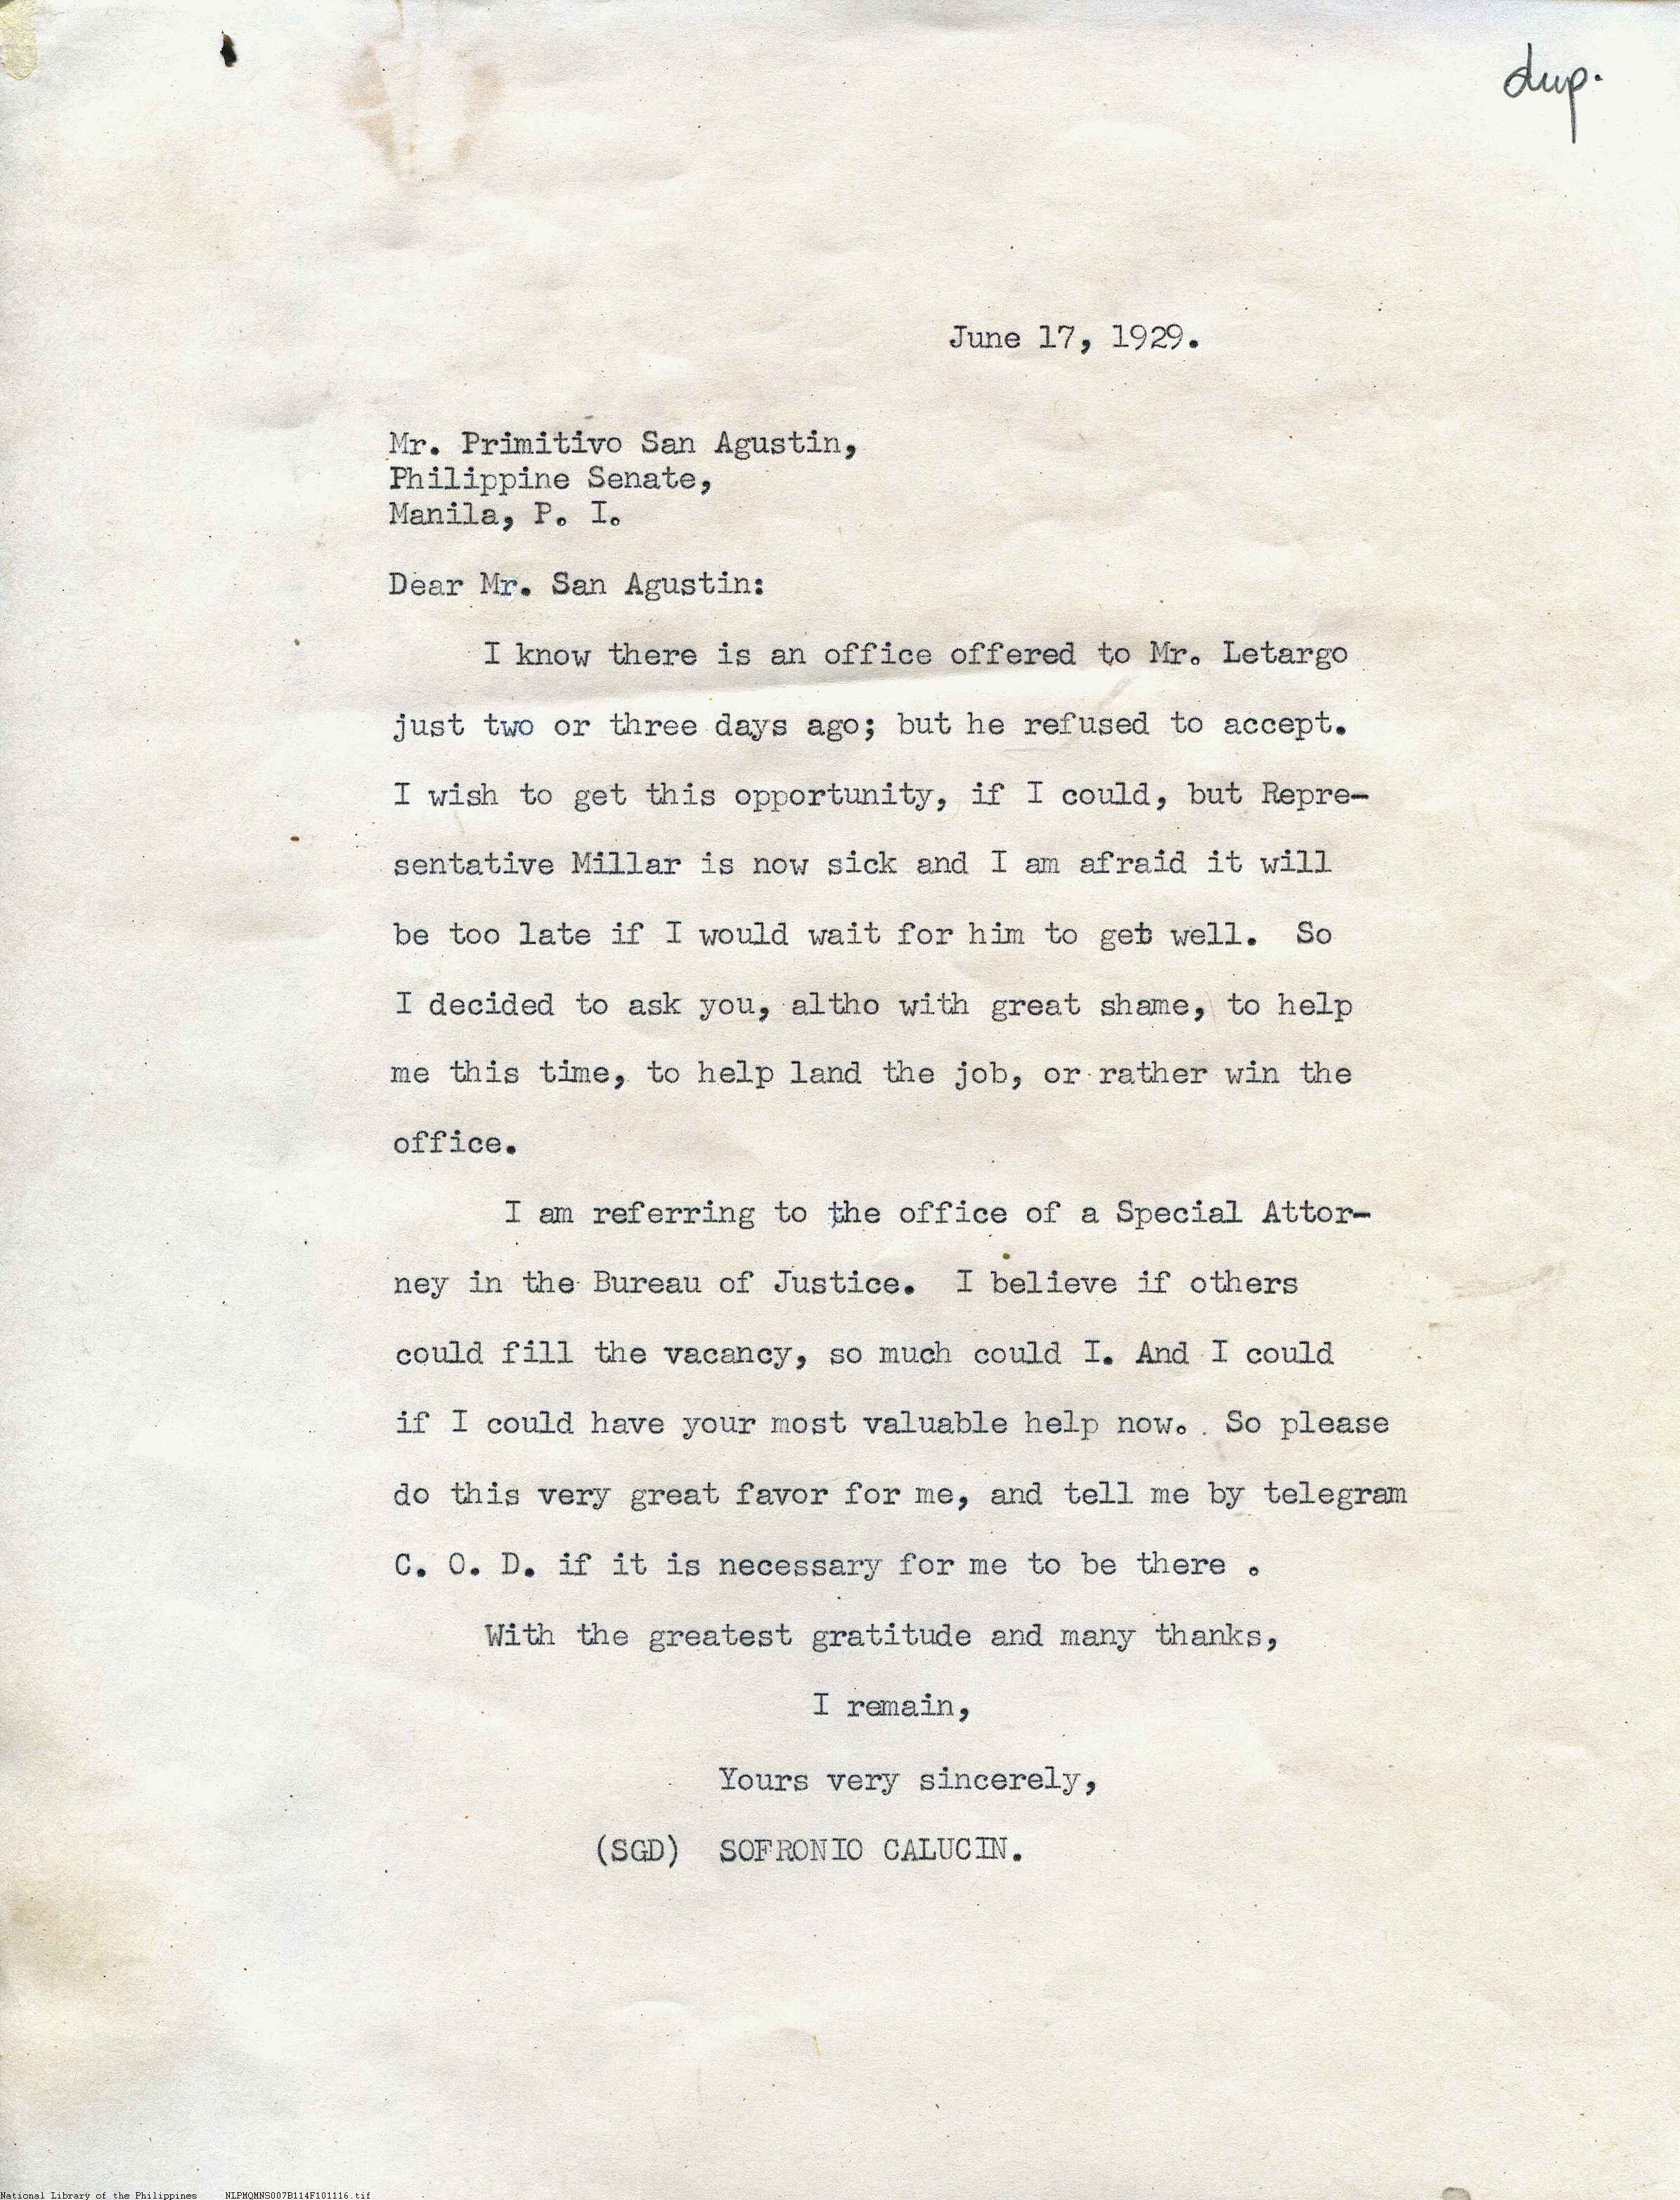 dup.
June 17, 1929.
Mr. Primitivo San Agustin,
Philippine Senate,
Manila, P. I.
Dear Mr. San Agustin:
I know there is an office offered to Mr. Letargo
just two or three days ago; but he refused to accept.
I wish to get this opportunity, if I could, but Repre-
sentative Millar is now sick and I am afraid it will
be too late if I would wait for him to get well. So
I decided to ask you, altho with great shame, to help
me this time, to help land the job, or rather win the
office.
I am referring to the office of a Special Attor-
ney in the Bureau of Justice. I believe if others
could fill the vacancy, so much could I. And I could
if I could have your most valuable help now. So please
do this very great favor for me, and tell me by telegram
C. O. D. if it is necessary for me to be there .
With the greatest gratitude and many thanks,
I remain,
Yours very sincerely,
(SGD) SOFRONIO CALUCIN.
National Library of the Philippines NLPMQMNS007B114F101116.tif